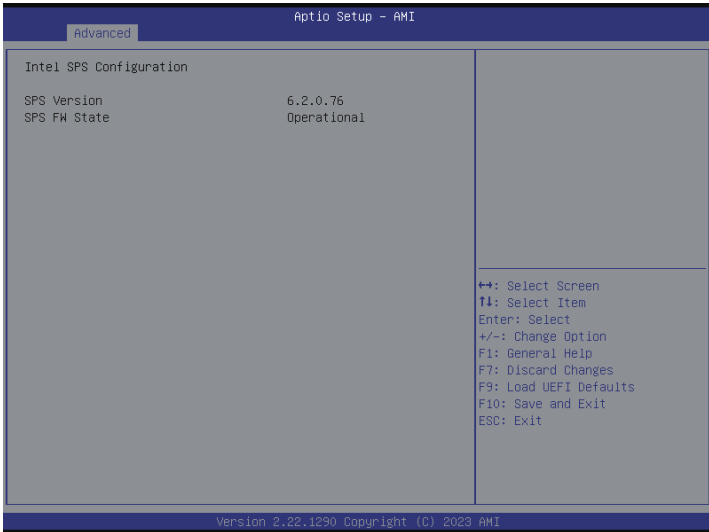 Aptio Setup - AMI
Advanced
Intel SPS Configuration
SPS Version 6.2.0.76
SPS FW State Operational
↔: Select Screen
↑↓: Select Item
Enter: Select
+/-: Change Option
F1: General Help
F7: Discard Changes
F9: Load UEFI Defaults
F10: Save and Exit
ESC: Exit
Version 2.22.1290 Copyright (C) 2023 AMI